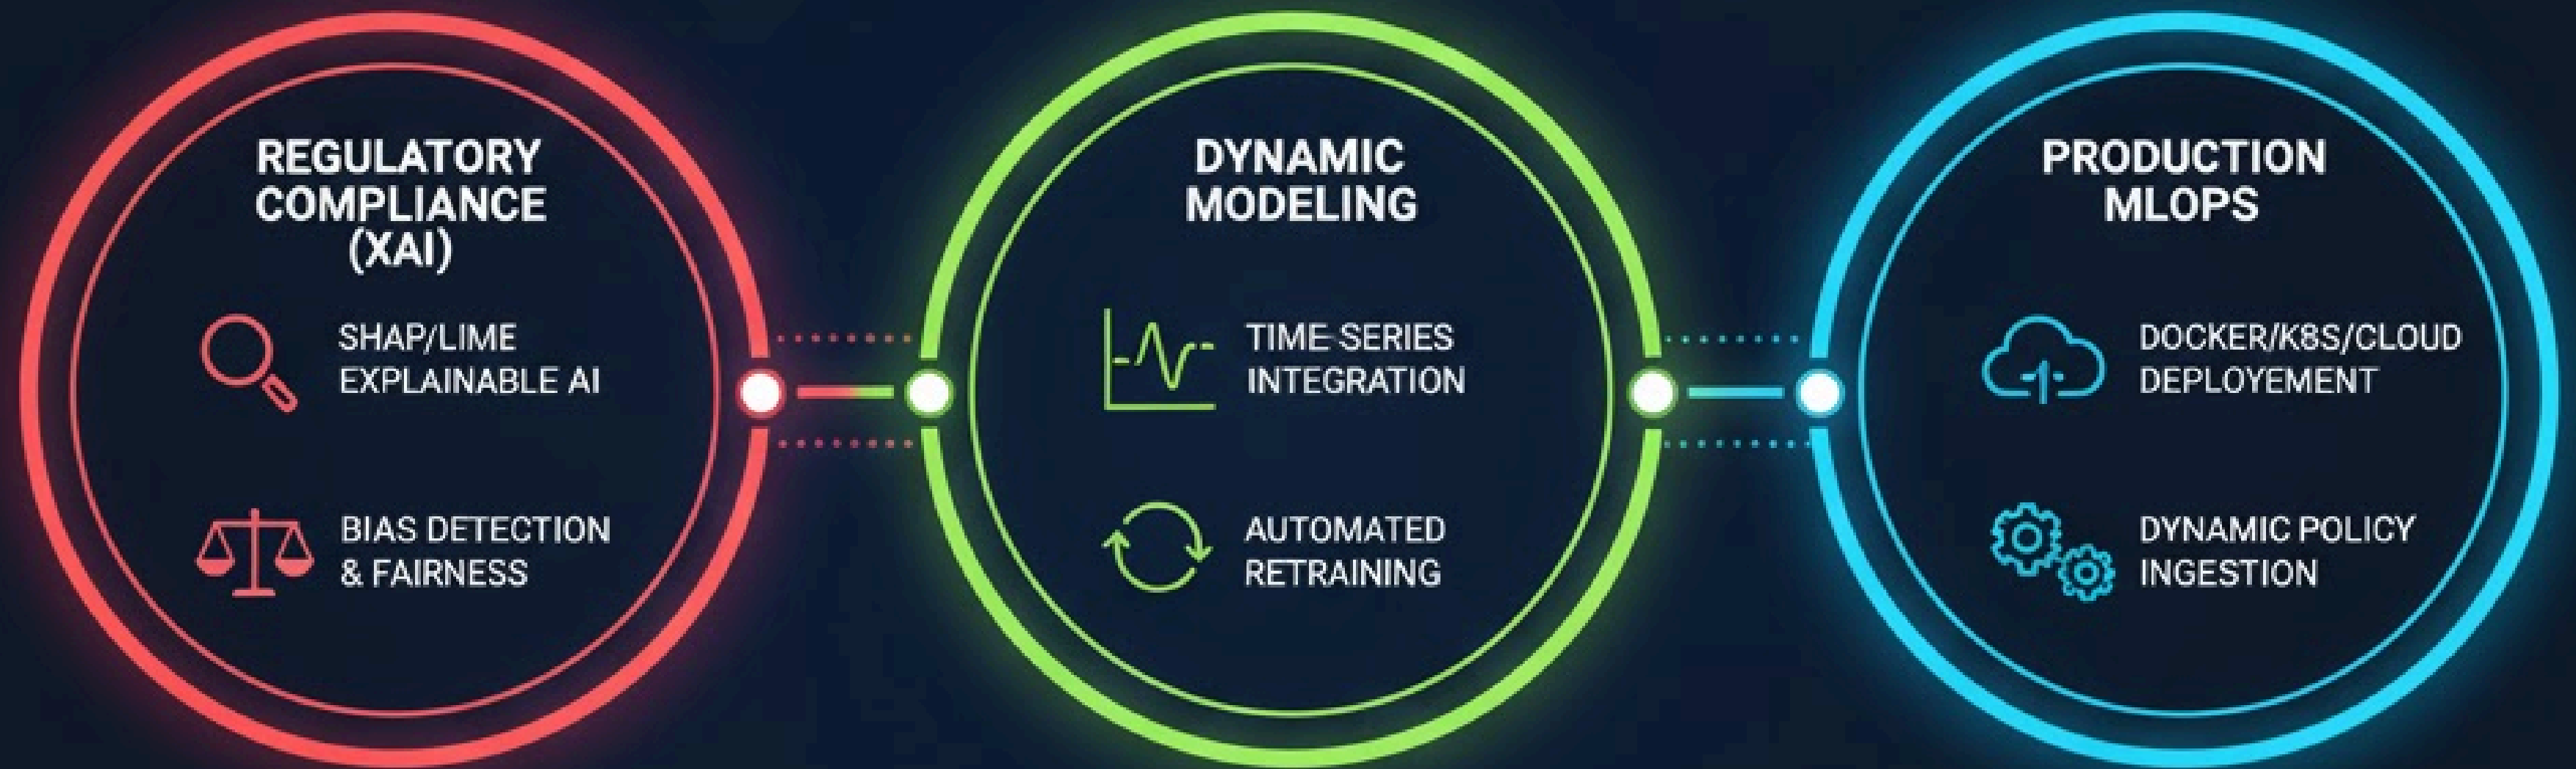 REGULATORY
COMPLIANCE
(XAI)
SHAP/LIME
EXPLAINABLE AI
BIAS DETECTION
& FAIRNESS
DYNAMIC
MODELING
TIME-SERIES
INTEGRATION
AUTOMATED
RETRAINING
PRODUCTION
MLOPS
DOCKER/K8S/CLOUD
DEPLOYEMENT
DYNAMIC POLICY
INGESTION